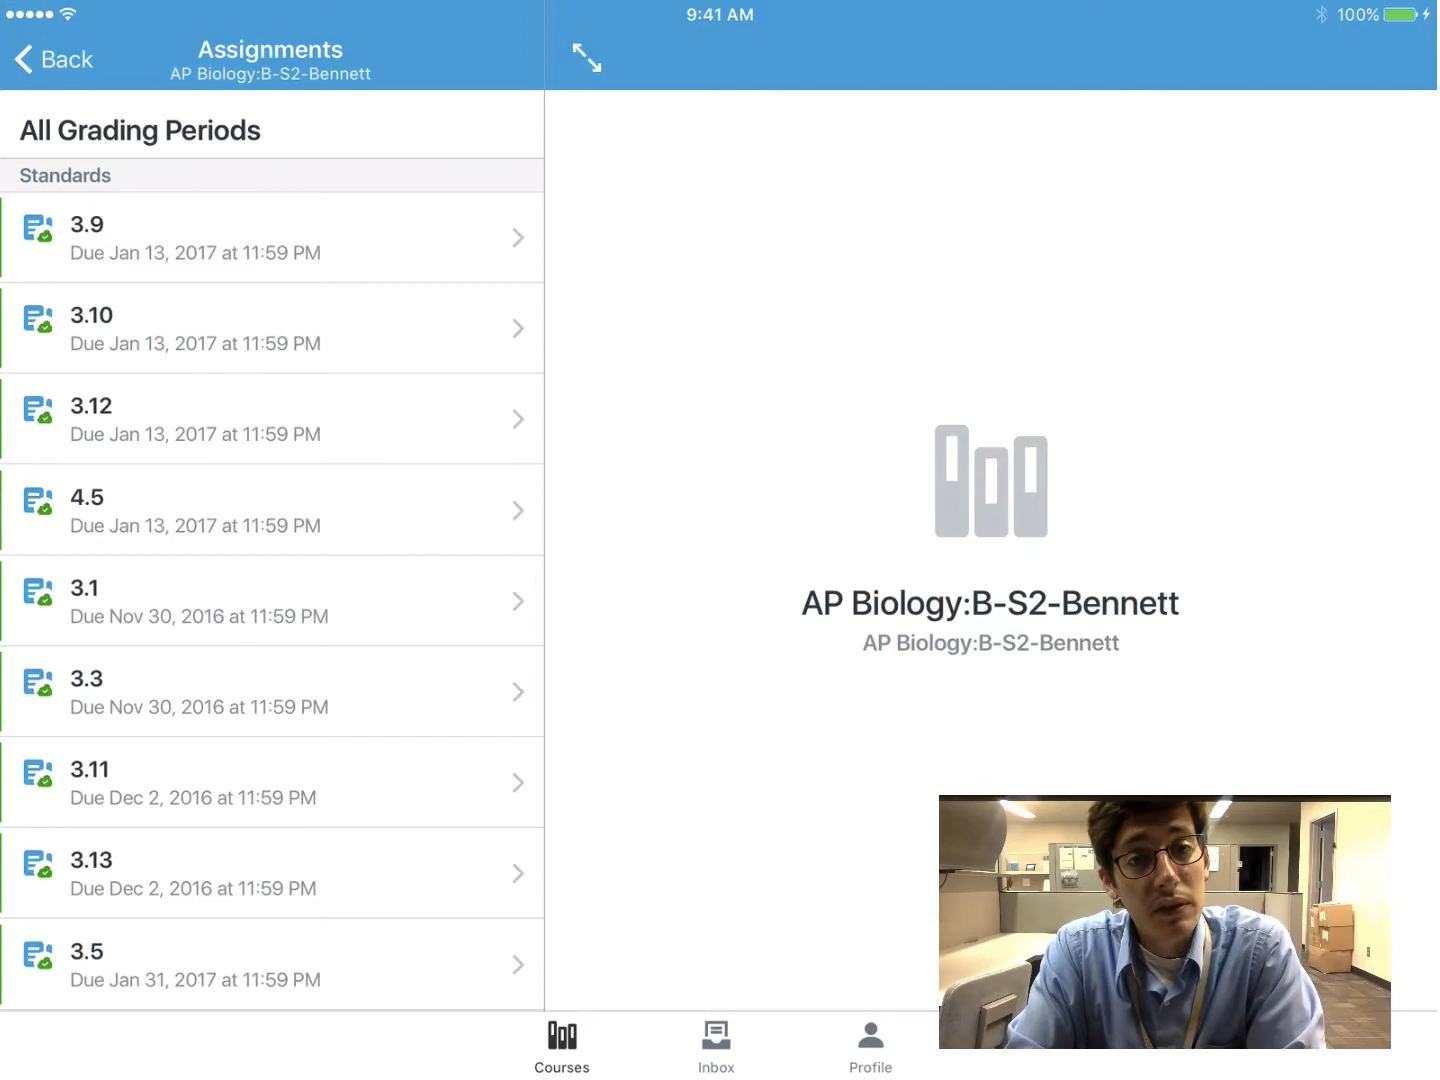 9:41 AM
100%
Back
Assignments
AP Biology:B-S2-Bennett
All Grading Periods
Standards
3.9
Due Jan 13, 2017 at 11:59 PM
3.10
Due Jan 13, 2017 at 11:59 PM
3.12
Due Jan 13, 2017 at 11:59 PM
4.5
Due Jan 13, 2017 at 11:59 PM
3.1
Due Nov 30, 2016 at 11:59 PM
3.3
Due Nov 30, 2016 at 11:59 PM
3.11
Due Dec 2, 2016 at 11:59 PM
3.13
Due Dec 2, 2016 at 11:59 PM
3.5
Due Jan 31, 2017 at 11:59 PM
AP Biology:B-S2-Bennett
AP Biology:B-S2-Bennett
Courses
Inbox
Profile